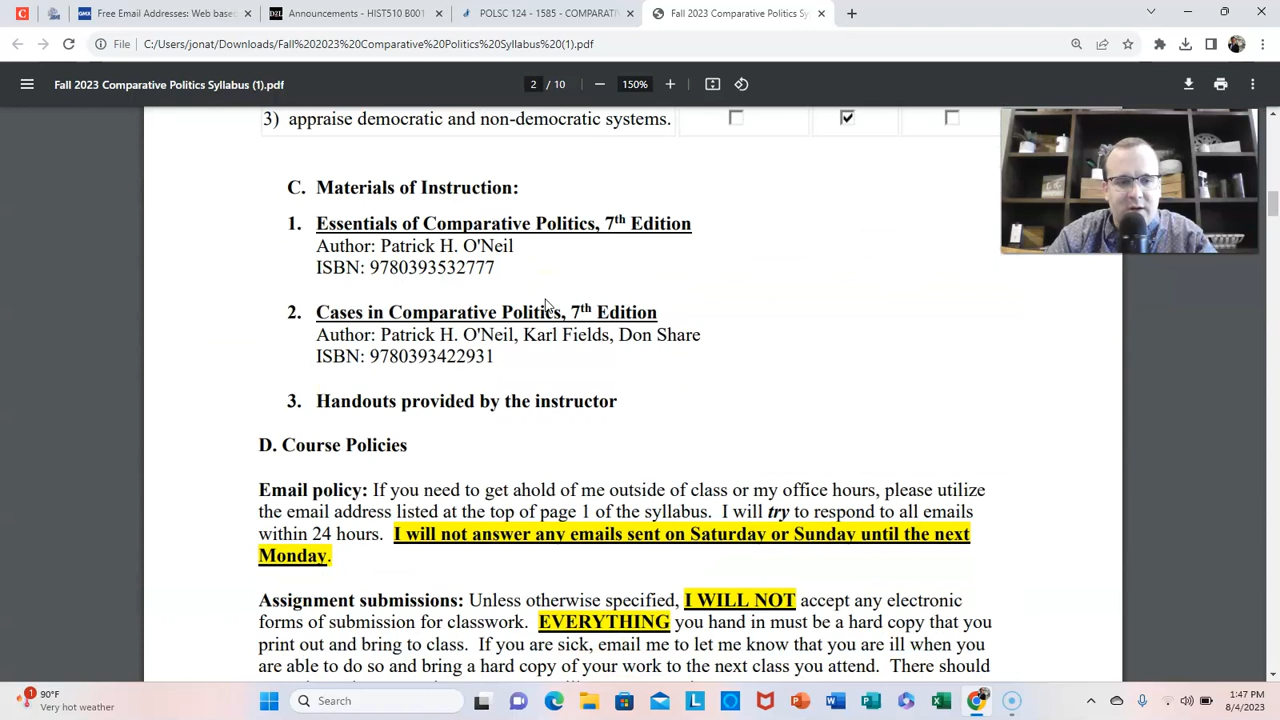 Free Email Addresses: Web based
Announcements - HIST510 B001
POLSC 124 - 1585 - COMPARATI
Fall 2023 Comparative Politics Sy
File
C:/Users/jonat/Downloads/Fall%202023%20Comparative%20Politics%20Syllabus%20(1).pdf
Fall 2023 Comparative Politics Syllabus (1).pdf
2 / 10
150%
3) appraise democratic and non-democratic systems.
C. Materials of Instruction:
1. Essentials of Comparative Politics, 7th Edition
Author: Patrick H. O'Neil
ISBN: 9780393532777
2. Cases in Comparative Politics, 7th Edition
Author: Patrick H. O'Neil, Karl Fields, Don Share
ISBN: 9780393422931
3. Handouts provided by the instructor
D. Course Policies
Email policy: If you need to get ahold of me outside of class or my office hours, please utilize
the email address listed at the top of page 1 of the syllabus. I will try to respond to all emails
within 24 hours. I will not answer any emails sent on Saturday or Sunday until the next
Monday.
Assignment submissions: Unless otherwise specified, I WILL NOT accept any electronic
forms of submission for classwork. EVERYTHING you hand in must be a hard copy that you
print out and bring to class. If you are sick, email me to let me know that you are ill when you
are able to do so and bring a hard copy of your work to the next class you attend. There should
1
90°F
Very hot weather
Search
1:47 PM
8/4/2023